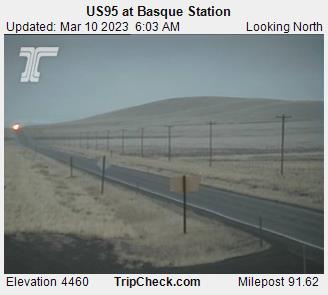 US95 at Basque Station
Updated: Mar 10 2023 6:03 AM Looking North
Elevation 4460 TripCheck.com Milepost 91.62